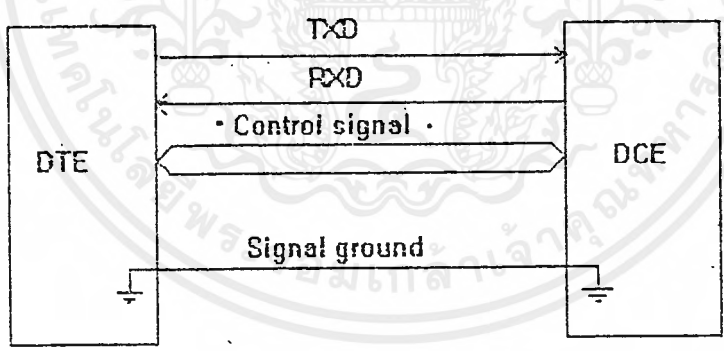 TXD
RXD
Control signal
DTE
DCE
Signal ground